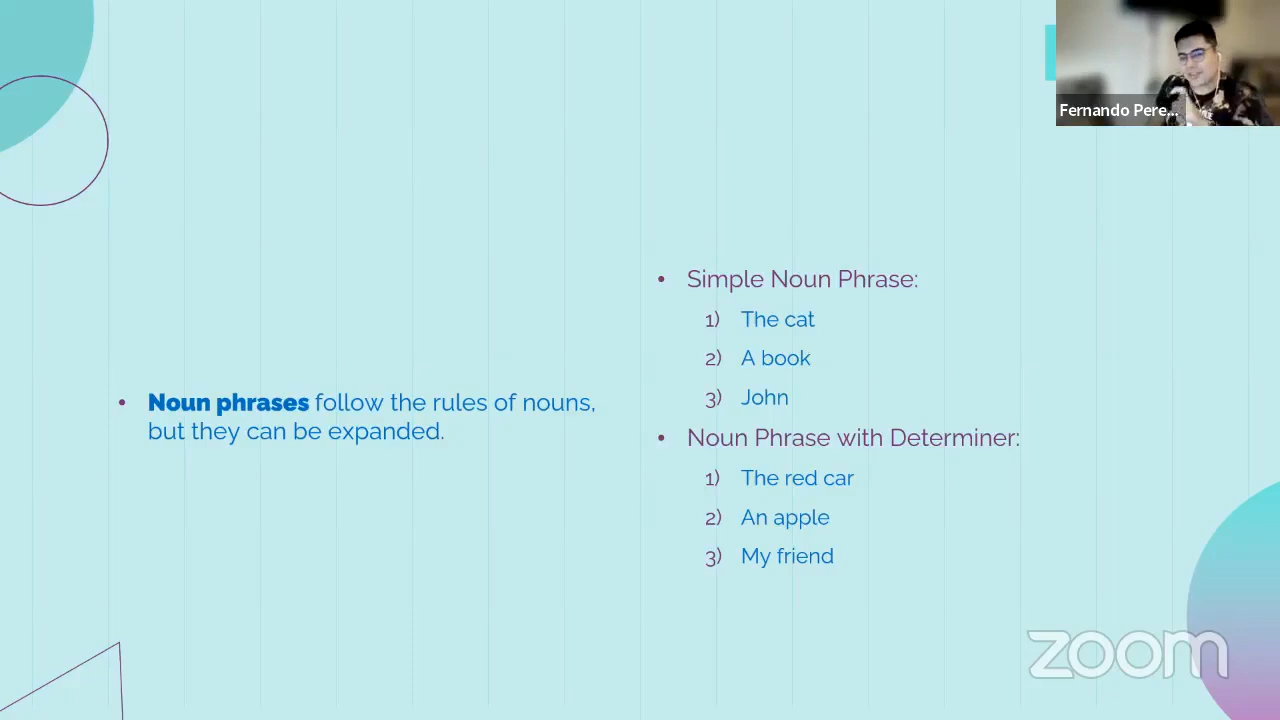 Fernando Pere...
• Noun phrases follow the rules of nouns,
but they can be expanded.
• Simple Noun Phrase:
1) The cat
2) A book
3) John
• Noun Phrase with Determiner:
1) The red car
2) An apple
3) My friend
zoom